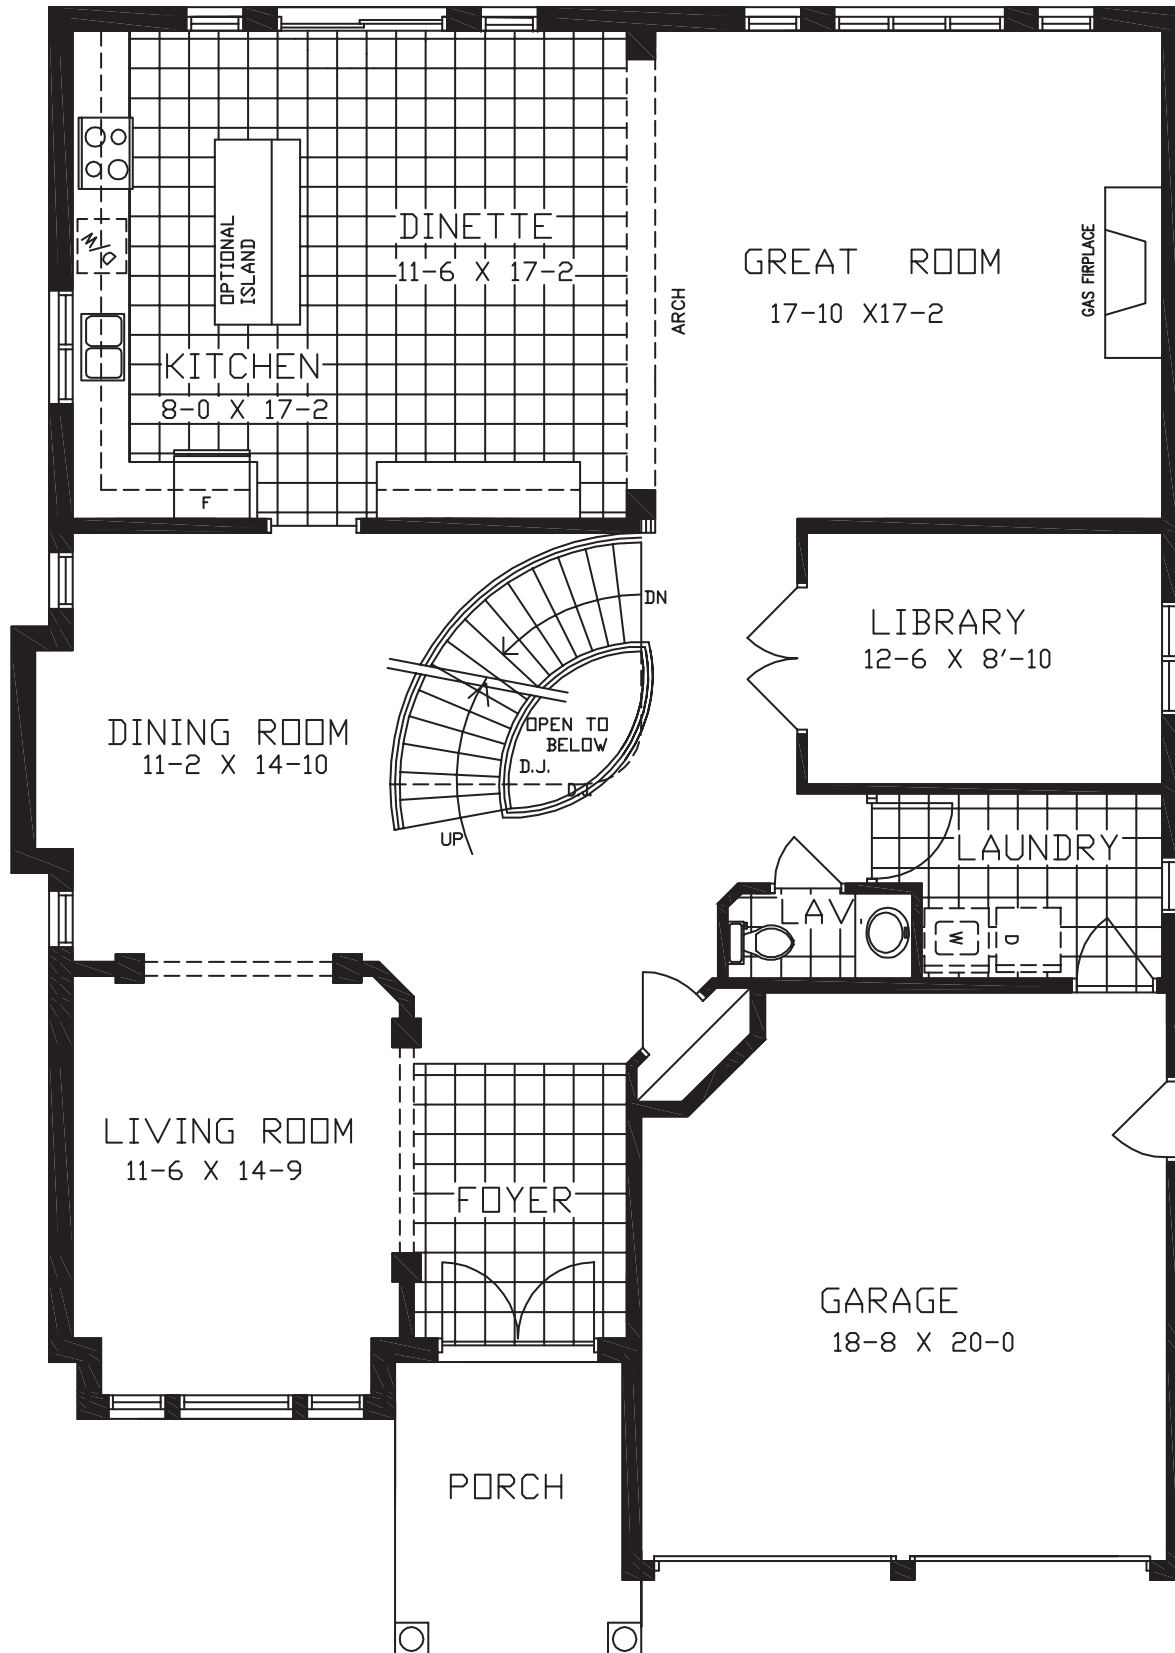 DINETTE
11-6 X 17-2
OPTIONAL
ISLAND
GREAT ROOM
17-10 X17-2
GAS FIRPLACE
ARCH
KITCHEN
8-0 X 17-2
F
DN
LIBRARY
12-6 X 8'-10
DINING ROOM
11-2 X 14-10
OPEN TO
BELOW
D.J.
D.J.
UP
LAUNDRY
LAV
W
D
LIVING ROOM
11-6 X 14-9
FOYER
GARAGE
18-8 X 20-0
PORCH